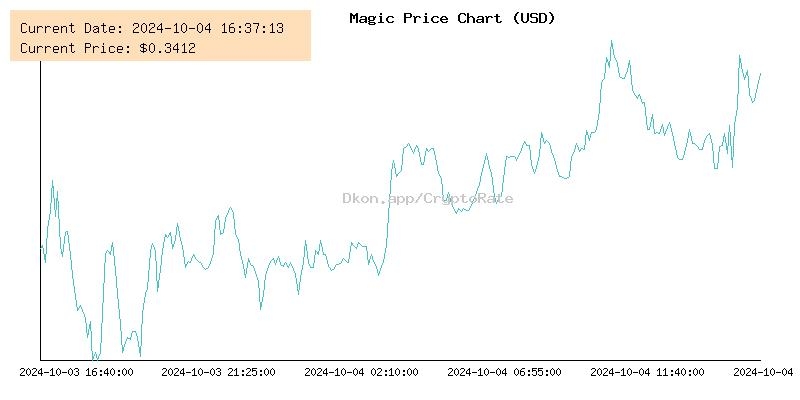 Magic Price Chart (USD)
Current Date: 2024-10-04 16:37:13
Current Price: $0.3412
Dkon.app/CryptoRate
2024-10-03 16:40:00 2024-10-03 21:25:00 2024-10-04 02:10:00 2024-10-04 06:55:00 2024-10-04 11:40:00 2024-10-04